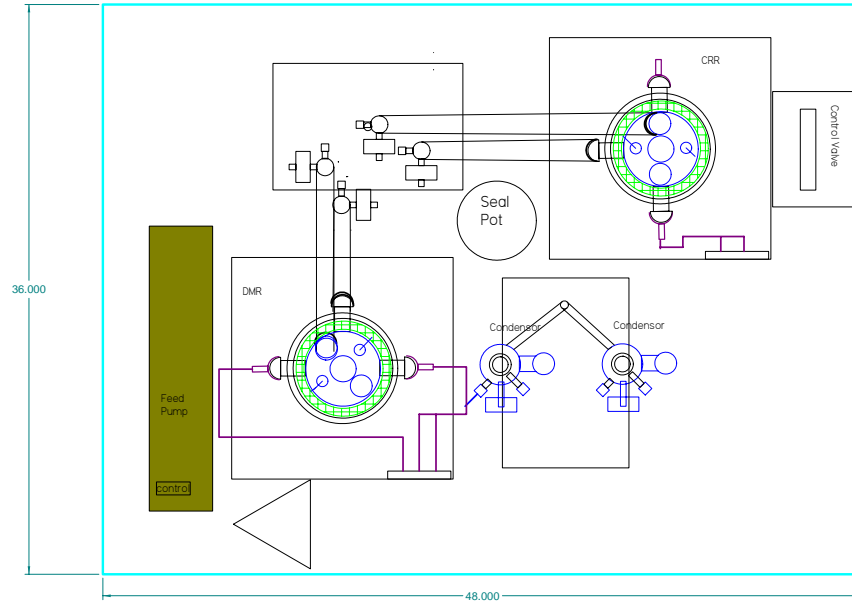 CRR
Control Valve
Seal
Pot
36.000
DMR
Condensor
Condensor
Feed
Pump
control
48.000